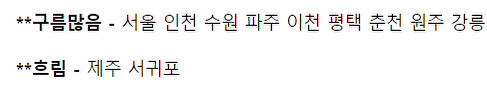 **구름많음 - 서울 인천 수원 파주 이천 평택 춘천 원주 강릉
**흐림 - 제주 서귀포